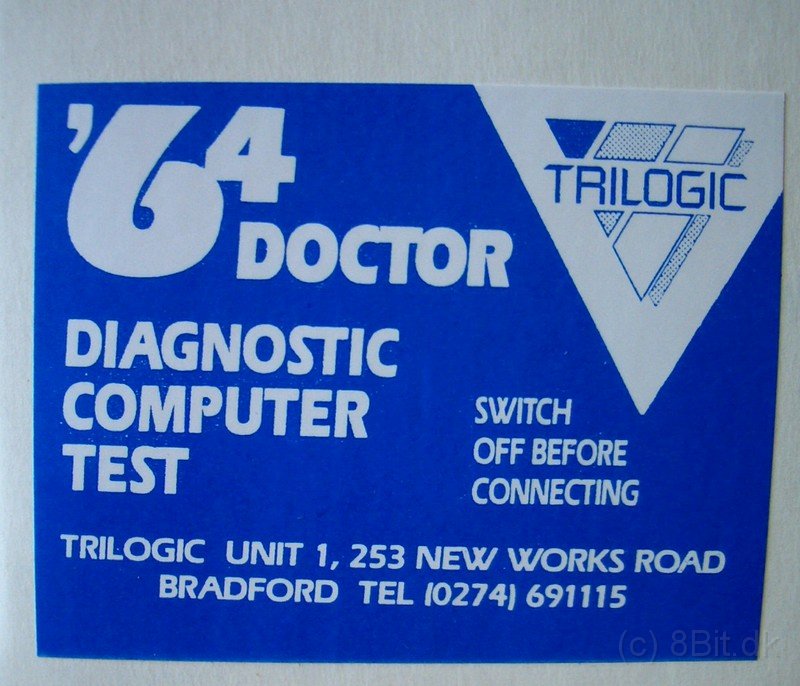 '64
DOCTOR
TRILOGIC
DIAGNOSTIC
COMPUTER
TEST
SWITCH
OFF BEFORE
CONNECTING
TRILOGIC UNIT 1, 253 NEW WORKS ROAD
BRADFORD TEL (0274) 691115
(c) 8Bit.dk